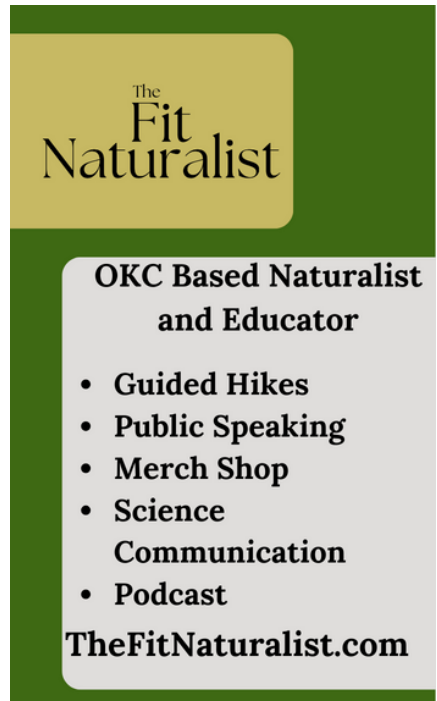 The
Fit
Naturalist
OKC Based Naturalist
and Educator
• Guided Hikes
• Public Speaking
• Merch Shop
• Science
Communication
• Podcast
TheFitNaturalist.com